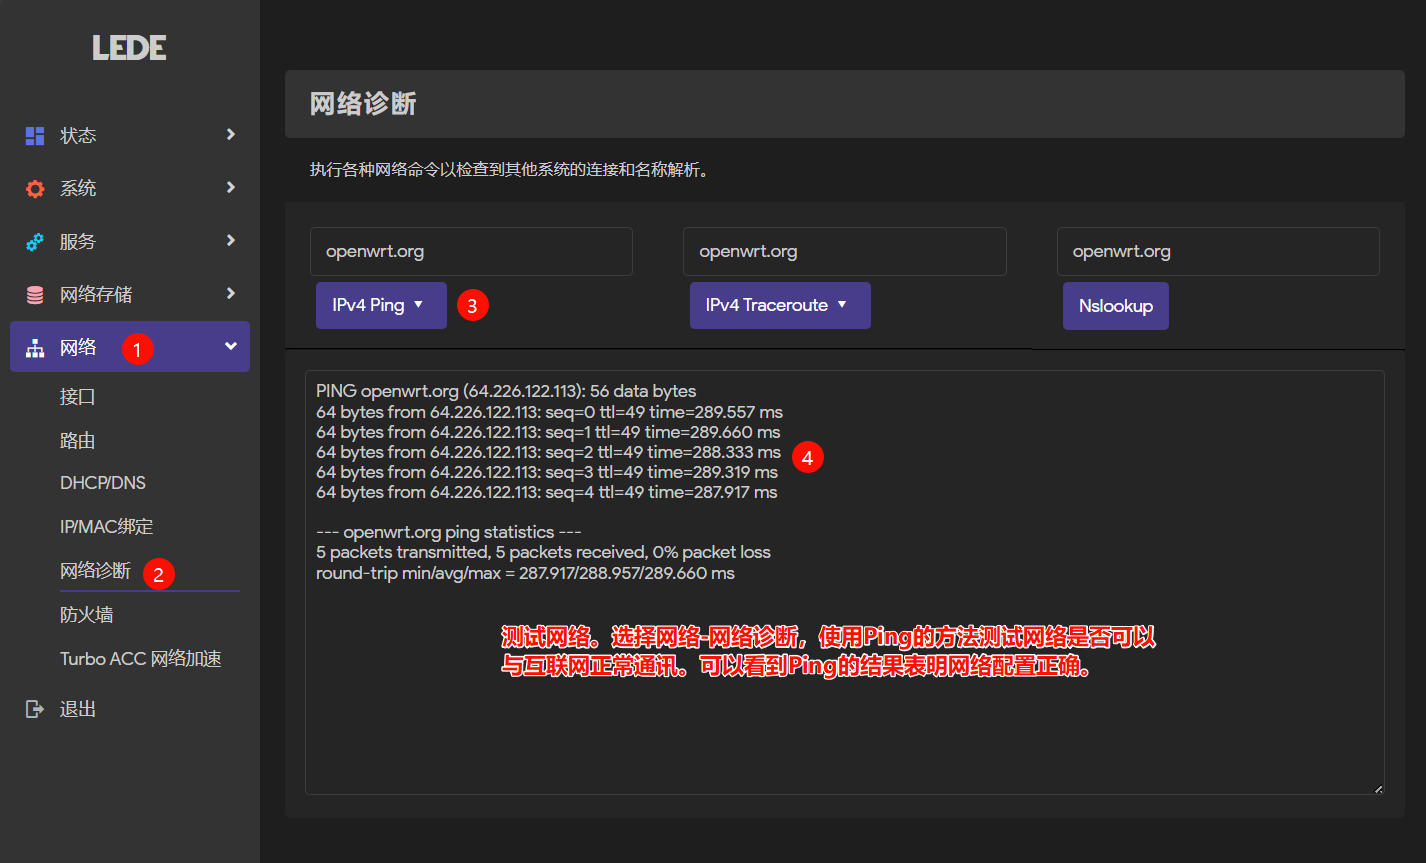 LEDE
状态
系统
服务
网络存储
网络
1
接口
路由
DHCP/DNS
IP/MAC绑定
网络诊断
2
防火墙
Turbo ACC 网络加速
退出
网络诊断
执行各种网络命令以检查到其他系统的连接和名称解析。
openwrt.org
openwrt.org
openwrt.org
IPv4 Ping
3
IPv4 Traceroute
Nslookup
PING openwrt.org (64.226.122.113): 56 data bytes
64 bytes from 64.226.122.113: seq=0 ttl=49 time=289.557 ms
64 bytes from 64.226.122.113: seq=1 ttl=49 time=289.660 ms
64 bytes from 64.226.122.113: seq=2 ttl=49 time=288.333 ms
4
64 bytes from 64.226.122.113: seq=3 ttl=49 time=289.319 ms
64 bytes from 64.226.122.113: seq=4 ttl=49 time=287.917 ms
--- openwrt.org ping statistics ---
5 packets transmitted, 5 packets received, 0% packet loss
round-trip min/avg/max = 287.917/288.957/289.660 ms
测试网络。选择网络-网络诊断，使用Ping的方法测试网络是否可以
与互联网正常通讯。可以看到Ping的结果表明网络配置正确。